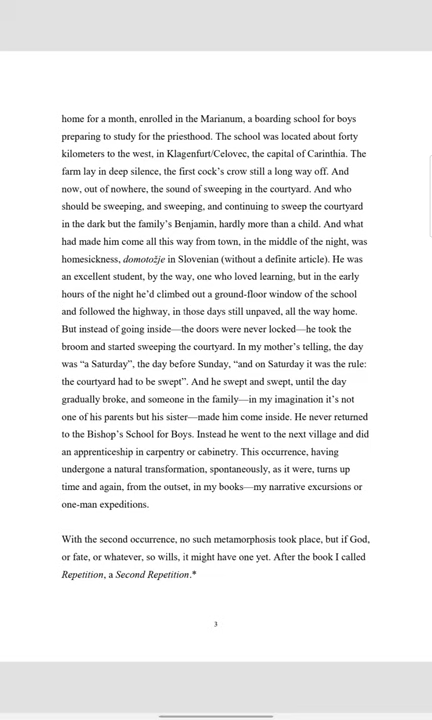 home for a month, enrolled in the Marianum, a boarding school for boys
preparing to study for the priesthood. The school was located about forty
kilometers to the west, in Klagenfurt/Celovec, the capital of Carinthia. The
farm lay in deep silence, the first cock’s crow still a long way off. And
now, out of nowhere, the sound of sweeping in the courtyard. And who
should be sweeping, and sweeping, and continuing to sweep the courtyard
in the dark but the family’s Benjamin, hardly more than a child. And what
had made him come all this way from town, in the middle of the night, was
homesickness, domotožje in Slovenian (without a definite article). He was
an excellent student, by the way, one who loved learning, but in the early
hours of the night he’d climbed out a ground-floor window of the school
and followed the highway, in those days still unpaved, all the way home.
But instead of going inside—the doors were never locked—he took the
broom and started sweeping the courtyard. In my mother’s telling, the day
was “a Saturday”, the day before Sunday, “and on Saturday it was the rule:
the courtyard had to be swept”. And he swept and swept, until the day
gradually broke, and someone in the family—in my imagination it’s not
one of his parents but his sister—made him come inside. He never returned
to the Bishop’s School for Boys. Instead he went to the next village and did
an apprenticeship in carpentry or cabinetry. This occurrence, having
undergone a natural transformation, spontaneously, as it were, turns up
time and again, from the outset, in my books—my narrative excursions or
one-man expeditions.
With the second occurrence, no such metamorphosis took place, but if God,
or fate, or whatever, so wills, it might have one yet. After the book I called
Repetition, a Second Repetition.*
3